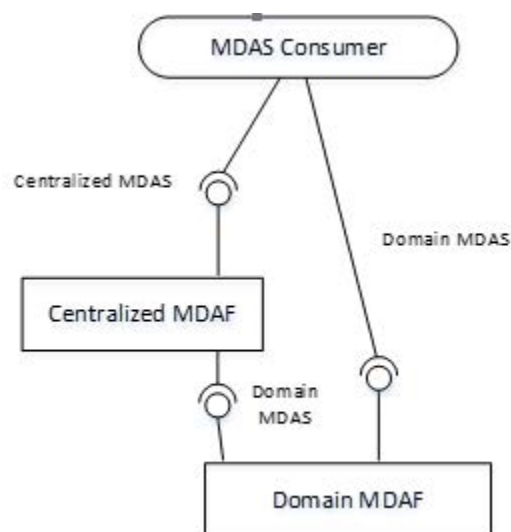 MDAS Consumer
Centralized MDAS
Domain MDAS
Centralized MDAF
Domain
MDAS
Domain MDAF